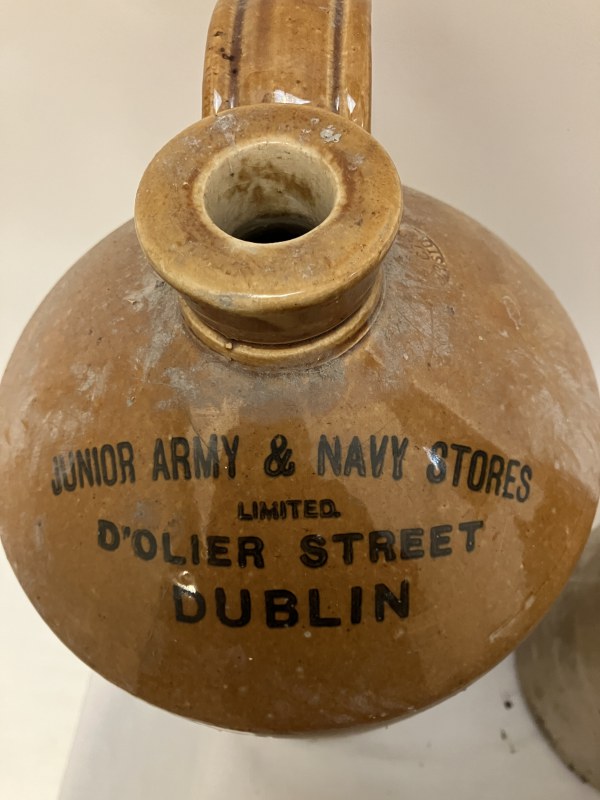 JUNIOR ARMY & NAVY STORES
LIMITED.
D'OLIER STREET
DUBLIN